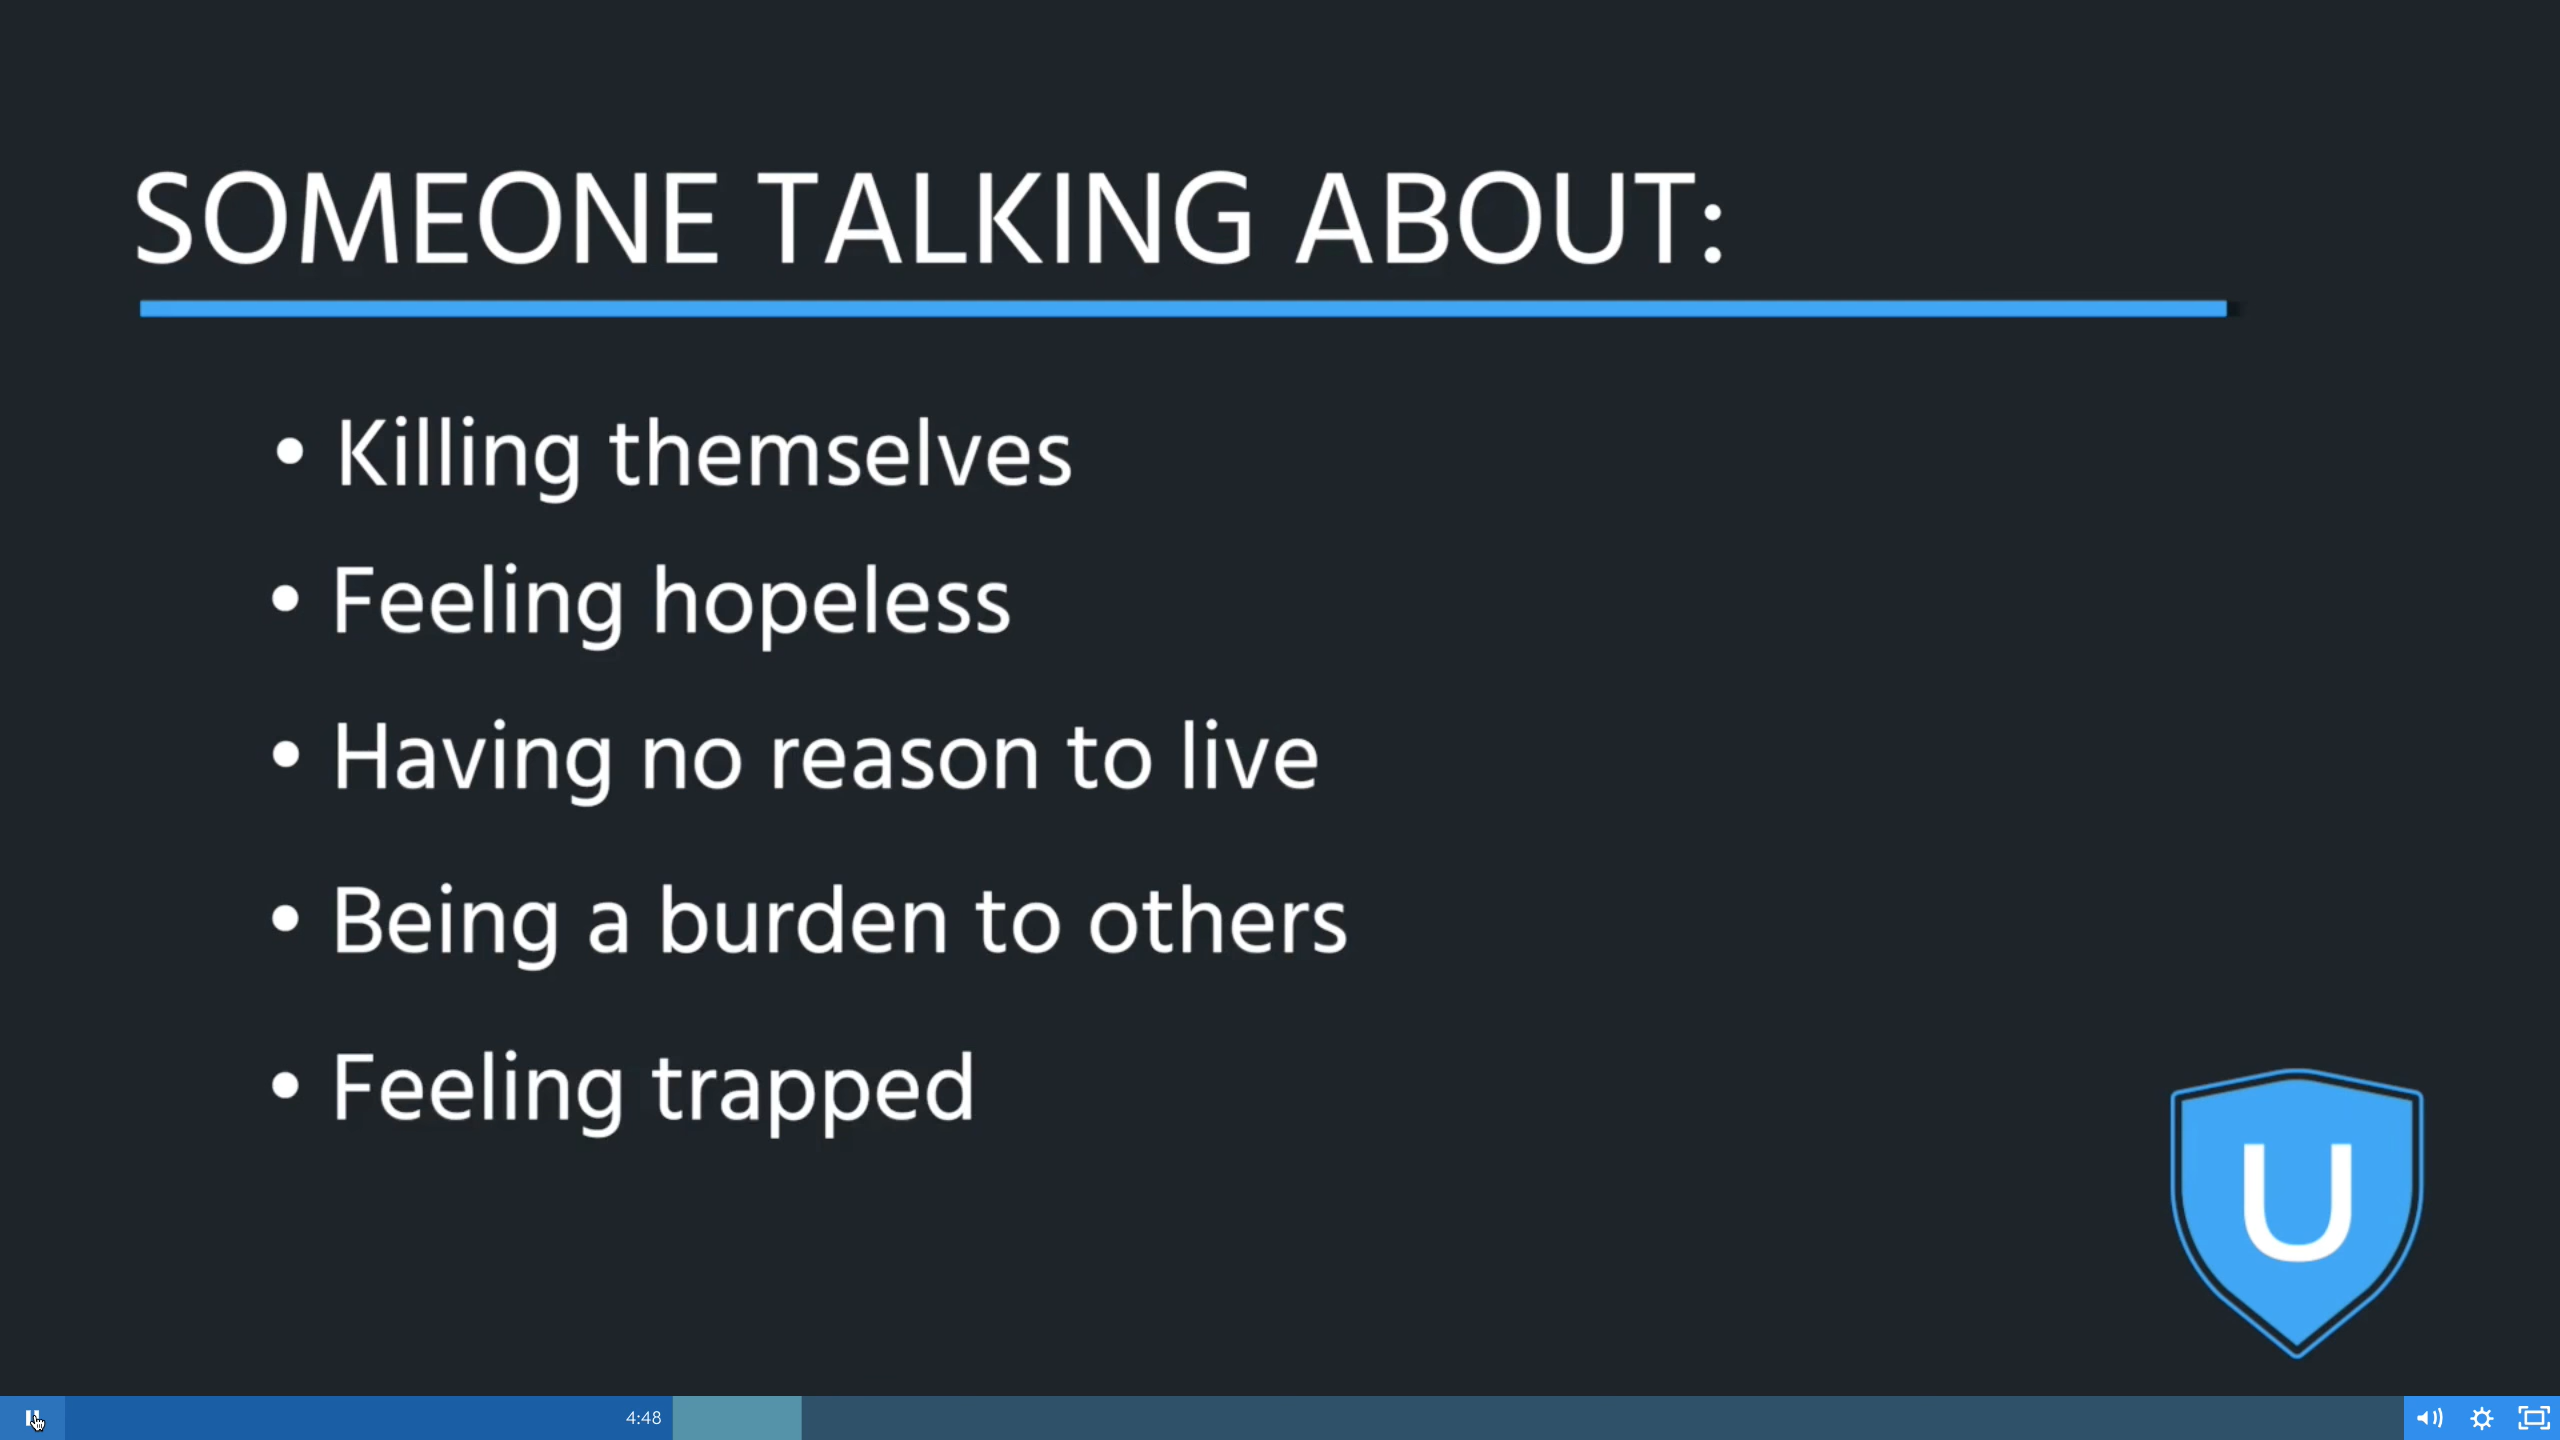 SOMEONE TALKING ABOUT:
• Killing themselves
• Feeling hopeless
• Having no reason to live
• Being a burden to others
• Feeling trapped
U
4:48